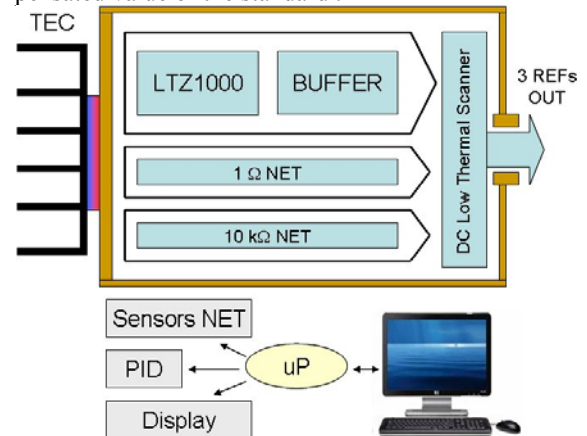 TEC
LTZ1000
BUFFER
1 Ω NET
10 kΩ NET
DC Low Thermal Scanner
3 REFs
OUT
Sensors NET
PID
Display
uP